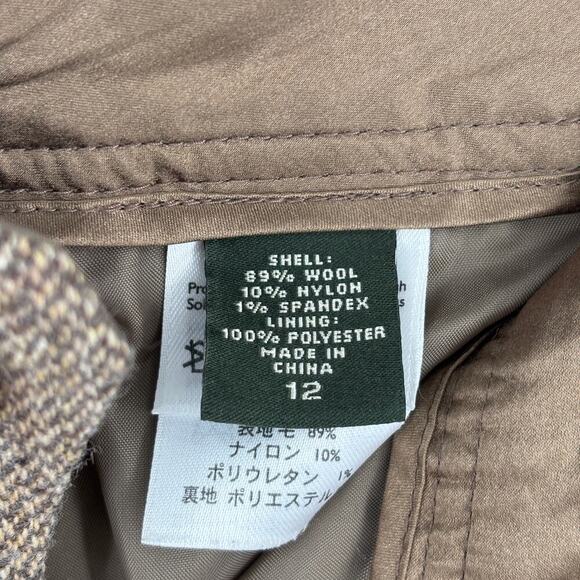 SHELL:
89% WOOL
10% NYLON
1% SPANDEX
LINING:
100% POLYESTER
MADE IN
CHINA
12
表地毛 89%
ナイロン 10%
ポリウレタン 1%
裏地 ポリエステル